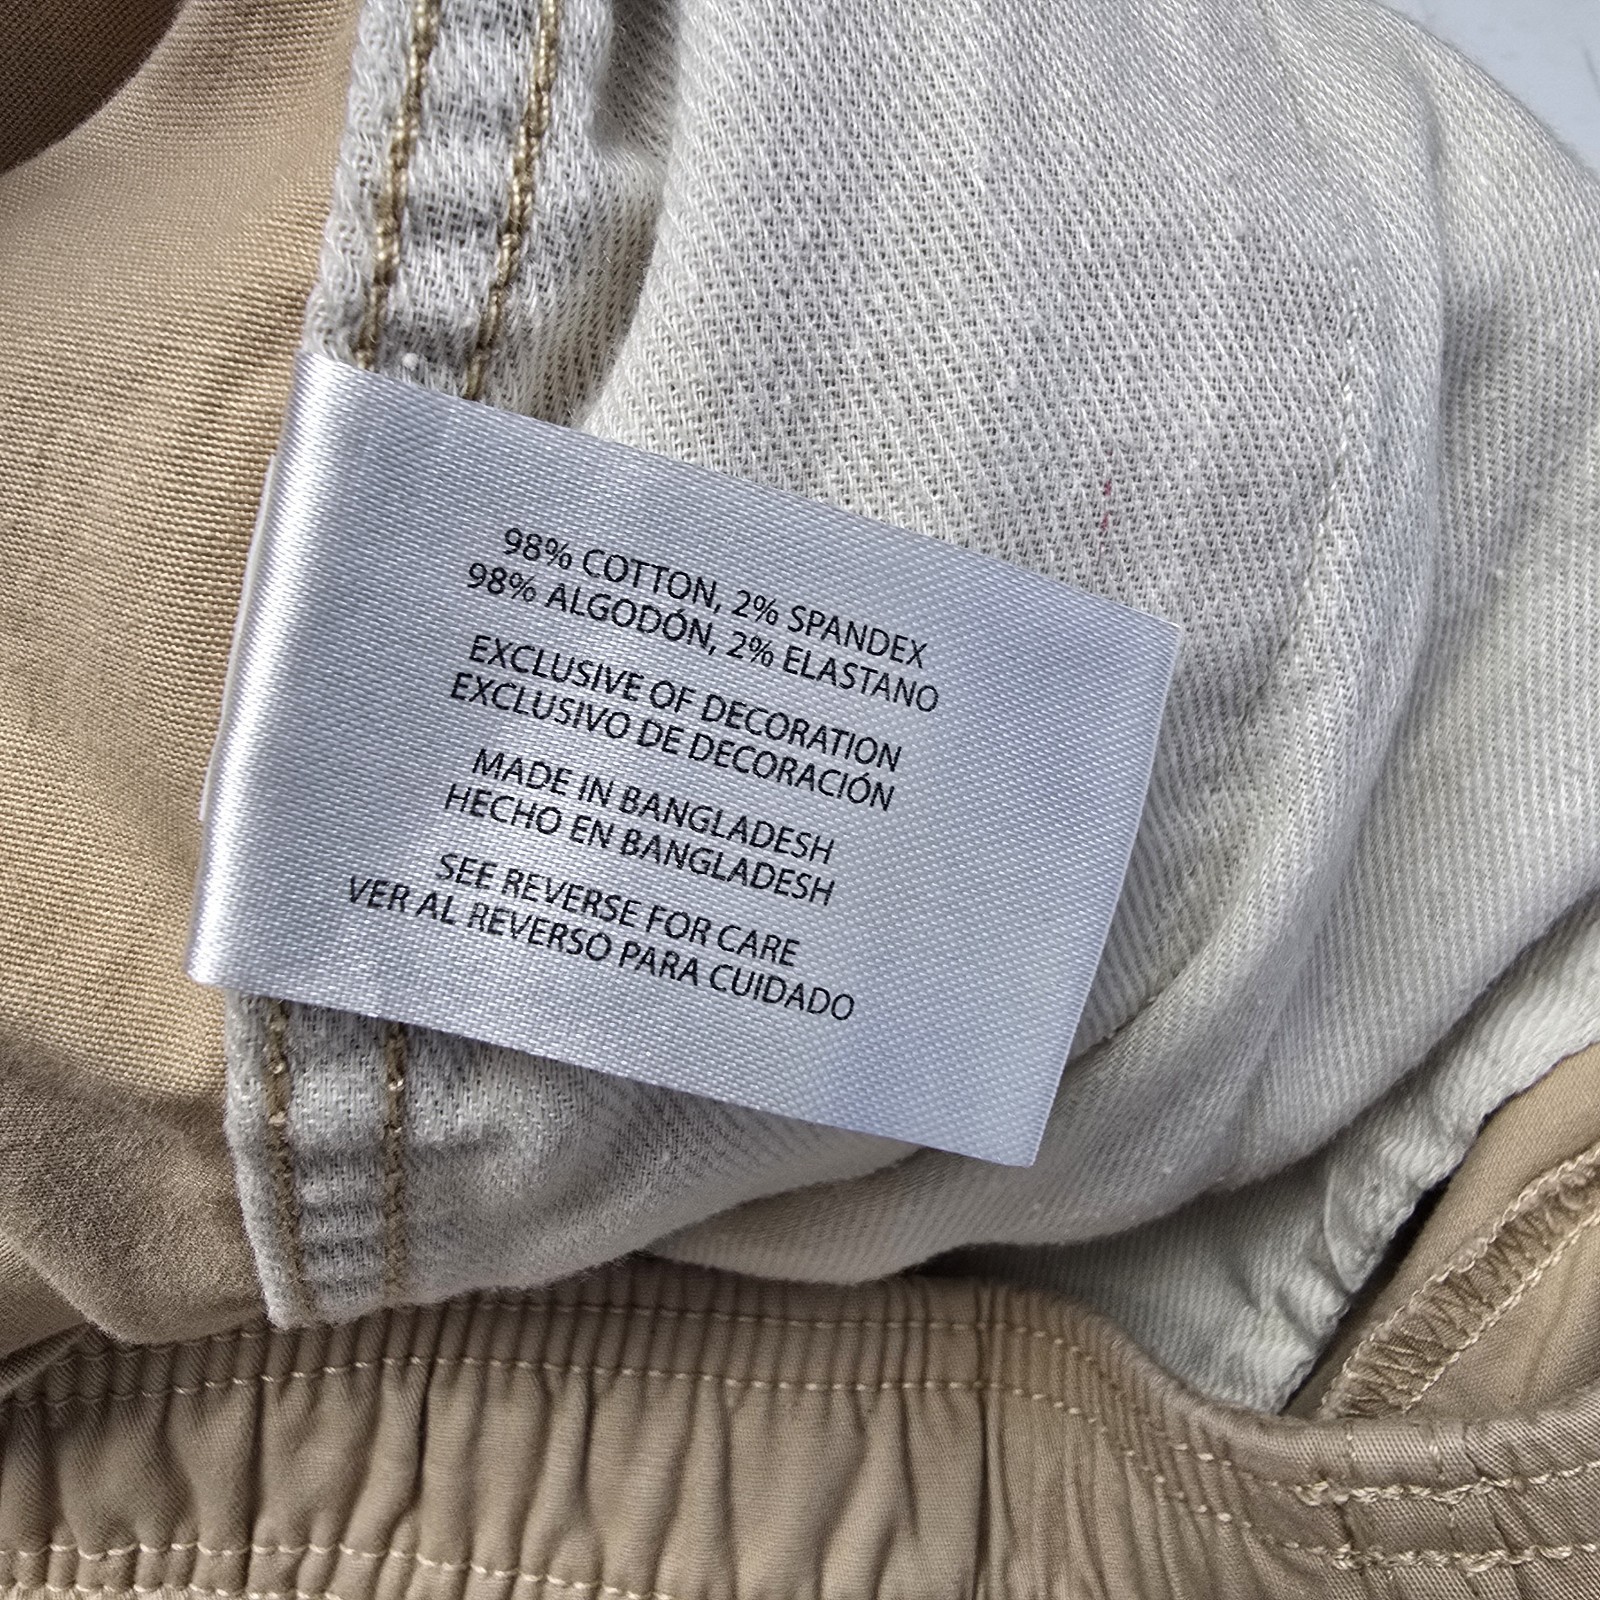 98% COTTON, 2% SPANDEX
98% ALGODÓN, 2% ELASTANO
EXCLUSIVE OF DECORATION
EXCLUSIVO DE DECORACIÓN
MADE IN BANGLADESH
HECHO EN BANGLADESH
SEE REVERSE FOR CARE
VER AL REVERSO PARA CUIDADO